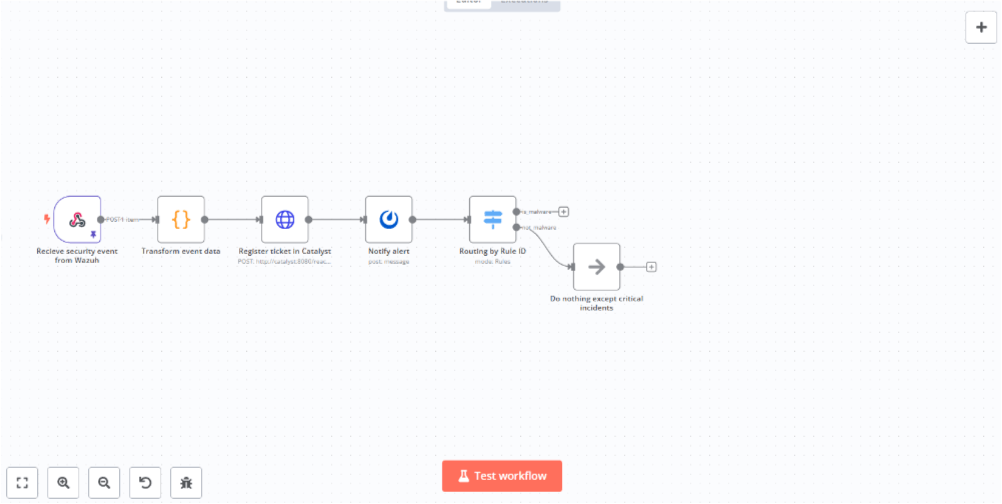 POST
is_malware
not_malware
Recieve security event
from Wazuh
Transform event data
Register ticket in Catalyst
POST: http://catalyst:8080/reac...
Notify alert
post: message
Routing by Rule ID
mode: Rules
Do nothing except critical
incidents
Test workflow